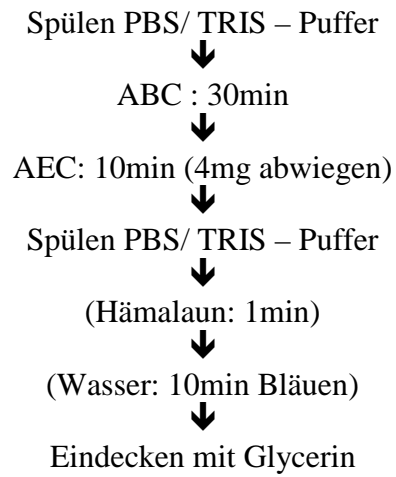 Spülen PBS/ TRIS – Puffer
🡻
ABC : 30min
🡻
AEC: 10min (4mg abwiegen)
🡻
Spülen PBS/ TRIS – Puffer
🡻
(Hämalaun: 1min)
🡻
(Wasser: 10min Bläuen)
🡻
Eindecken mit Glycerin